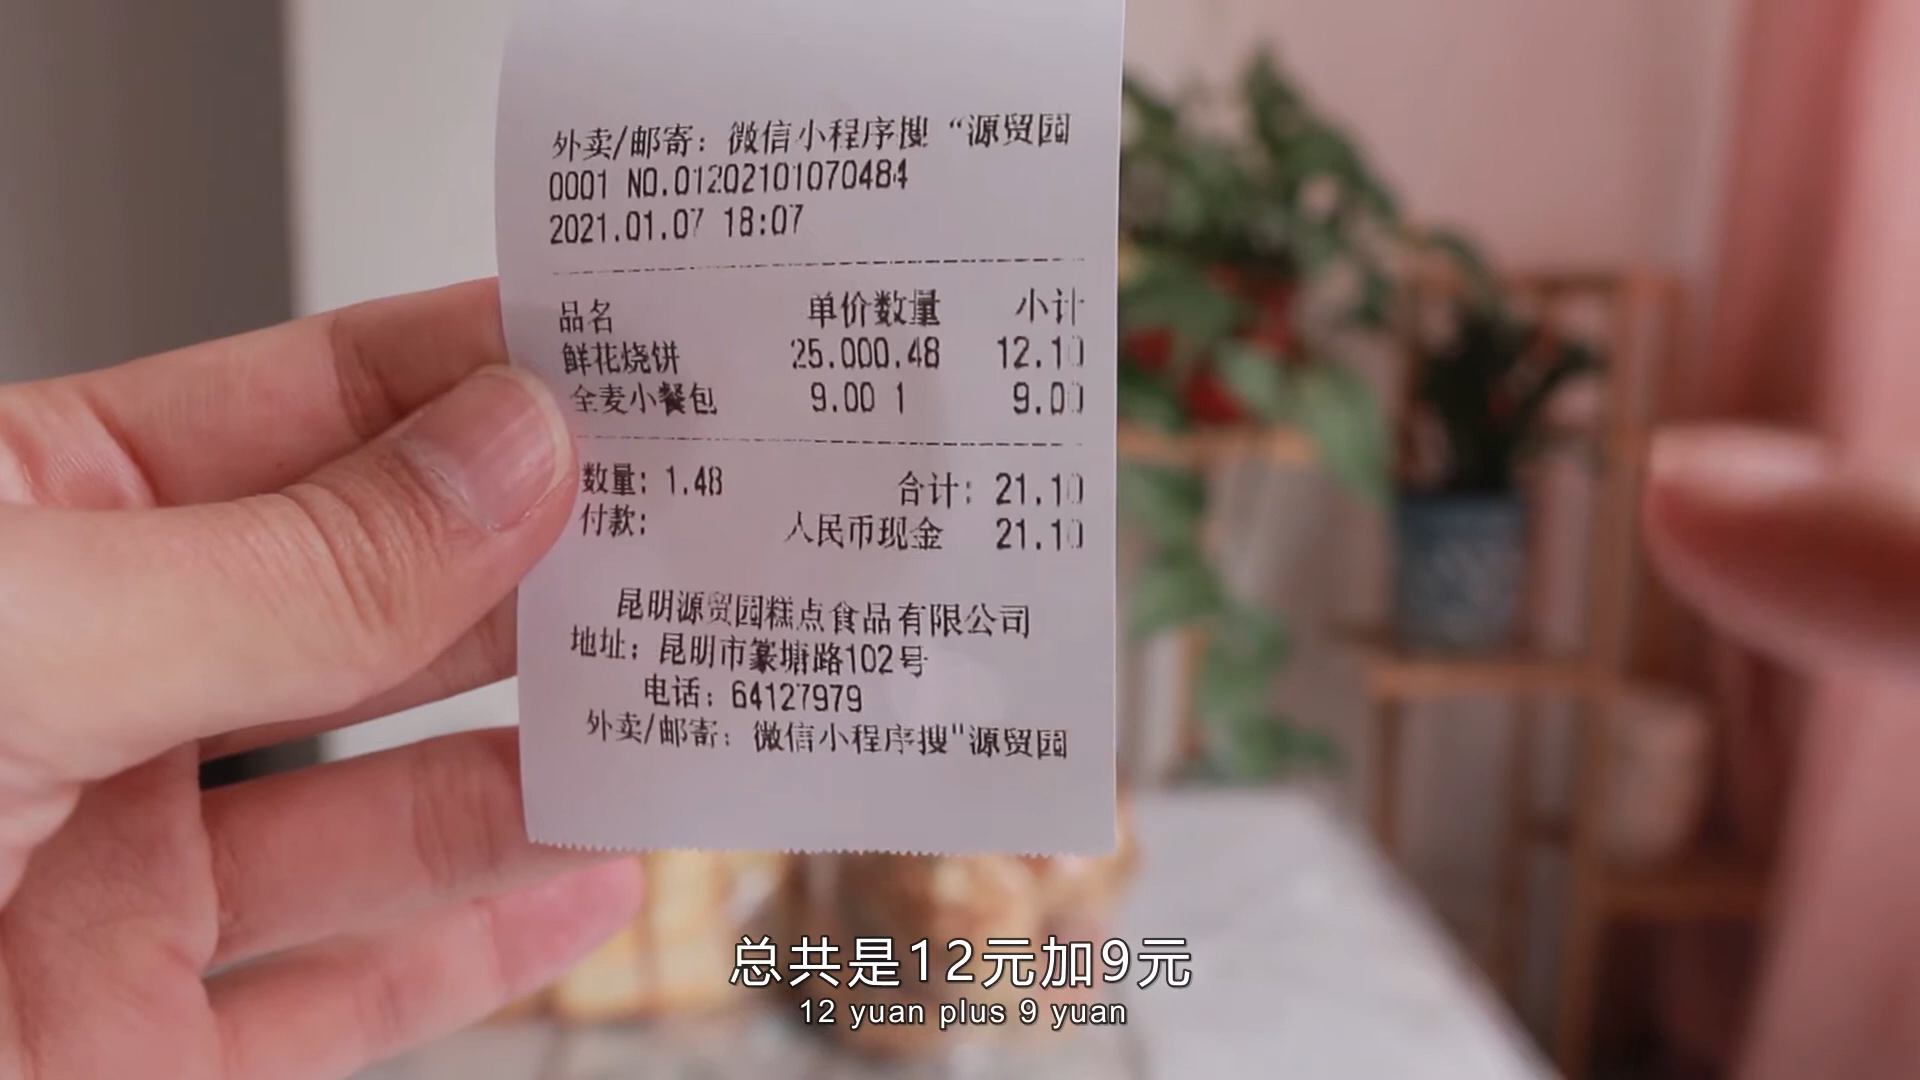 外卖/邮寄：微信小程序搜“源贸园
0001 NO.01202101070484
2021.01.07 18:07
品名 单价数量 小计
鲜花烧饼 25.000.48 12.10
全麦小餐包 9.00 1 9.00
数量：1.48 合计：21.10
付款： 人民币现金 21.10
昆明源贸园糕点食品有限公司
地址：昆明市篆塘路102号
电话：64127979
外卖/邮寄：微信小程序搜"源贸园
总共是12元加9元
12 yuan plus 9 yuan